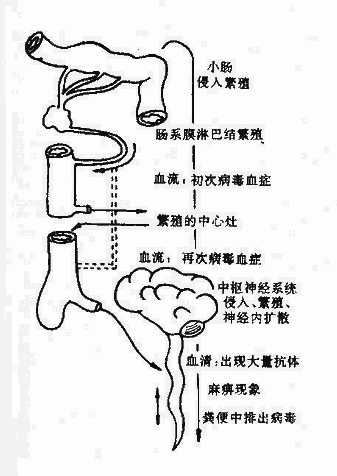 小肠
侵入繁殖
肠系膜淋巴结繁殖
血流：初次病毒血症
繁殖的中心灶
血流：再次病毒血症
中枢神经系统
侵入、繁殖、
神经内扩散
血清：出现大量抗体
麻痹现象
粪便中排出病毒